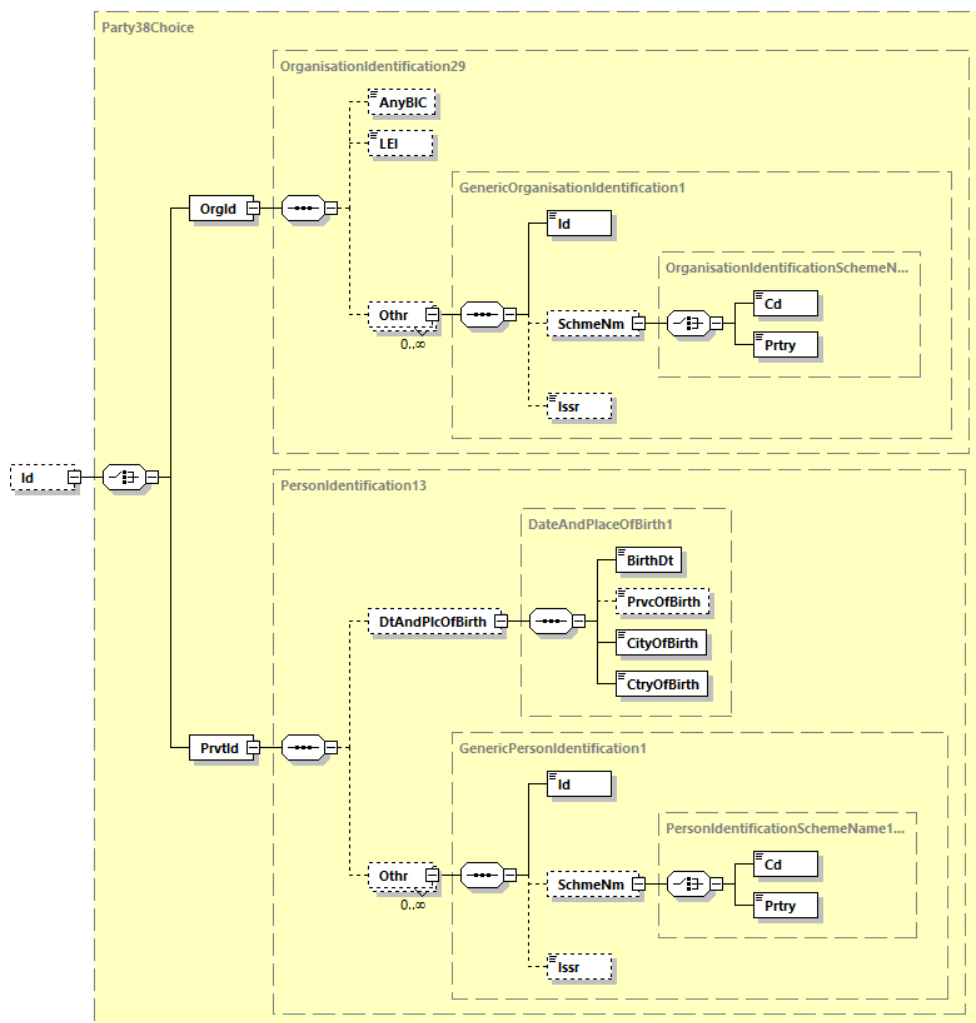 Party38Choice
OrganisationIdentification29
AnyBIC
LEI
GenericOrganisationIdentification1
OrgId
Id
OrganisationIdentificationSchemeN...
Cd
Othr
SchmeNm
Prtry
0..∞
Issr
Id
PersonIdentification13
DateAndPlaceOfBirth1
BirthDt
PrvcOfBirth
DtAndPlcOfBirth
CityOfBirth
CtryOfBirth
PrvtId
GenericPersonIdentification1
Id
PersonIdentificationSchemeName1...
Cd
Othr
SchmeNm
Prtry
0..∞
Issr